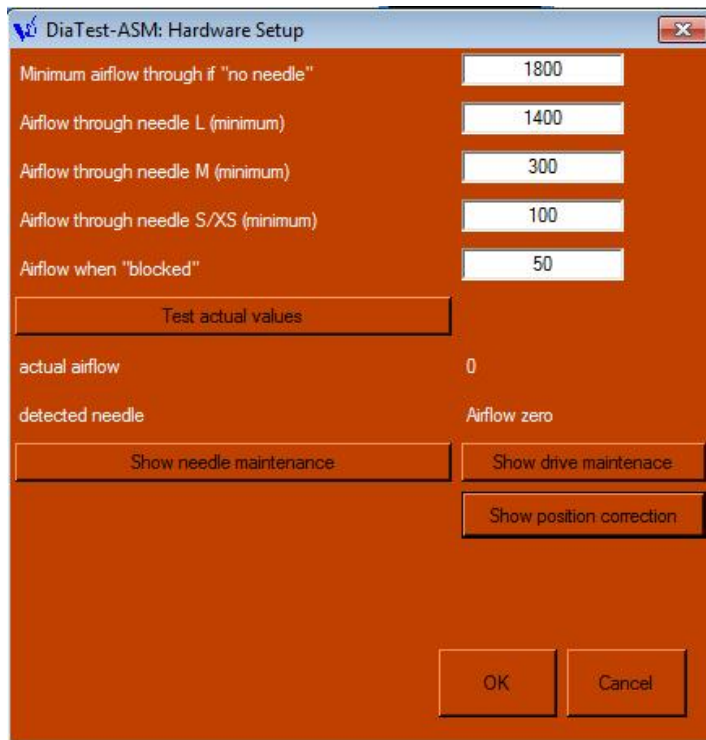 DiaTest-ASM: Hardware Setup
Minimum airflow through if "no needle" 1800
Airflow through needle L (minimum) 1400
Airflow through needle M (minimum) 300
Airflow through needle S/XS (minimum) 100
Airflow when "blocked" 50
Test actual values
actual airflow 0
detected needle Airflow zero
Show needle maintenance Show drive maintenace
Show position correction
OK Cancel